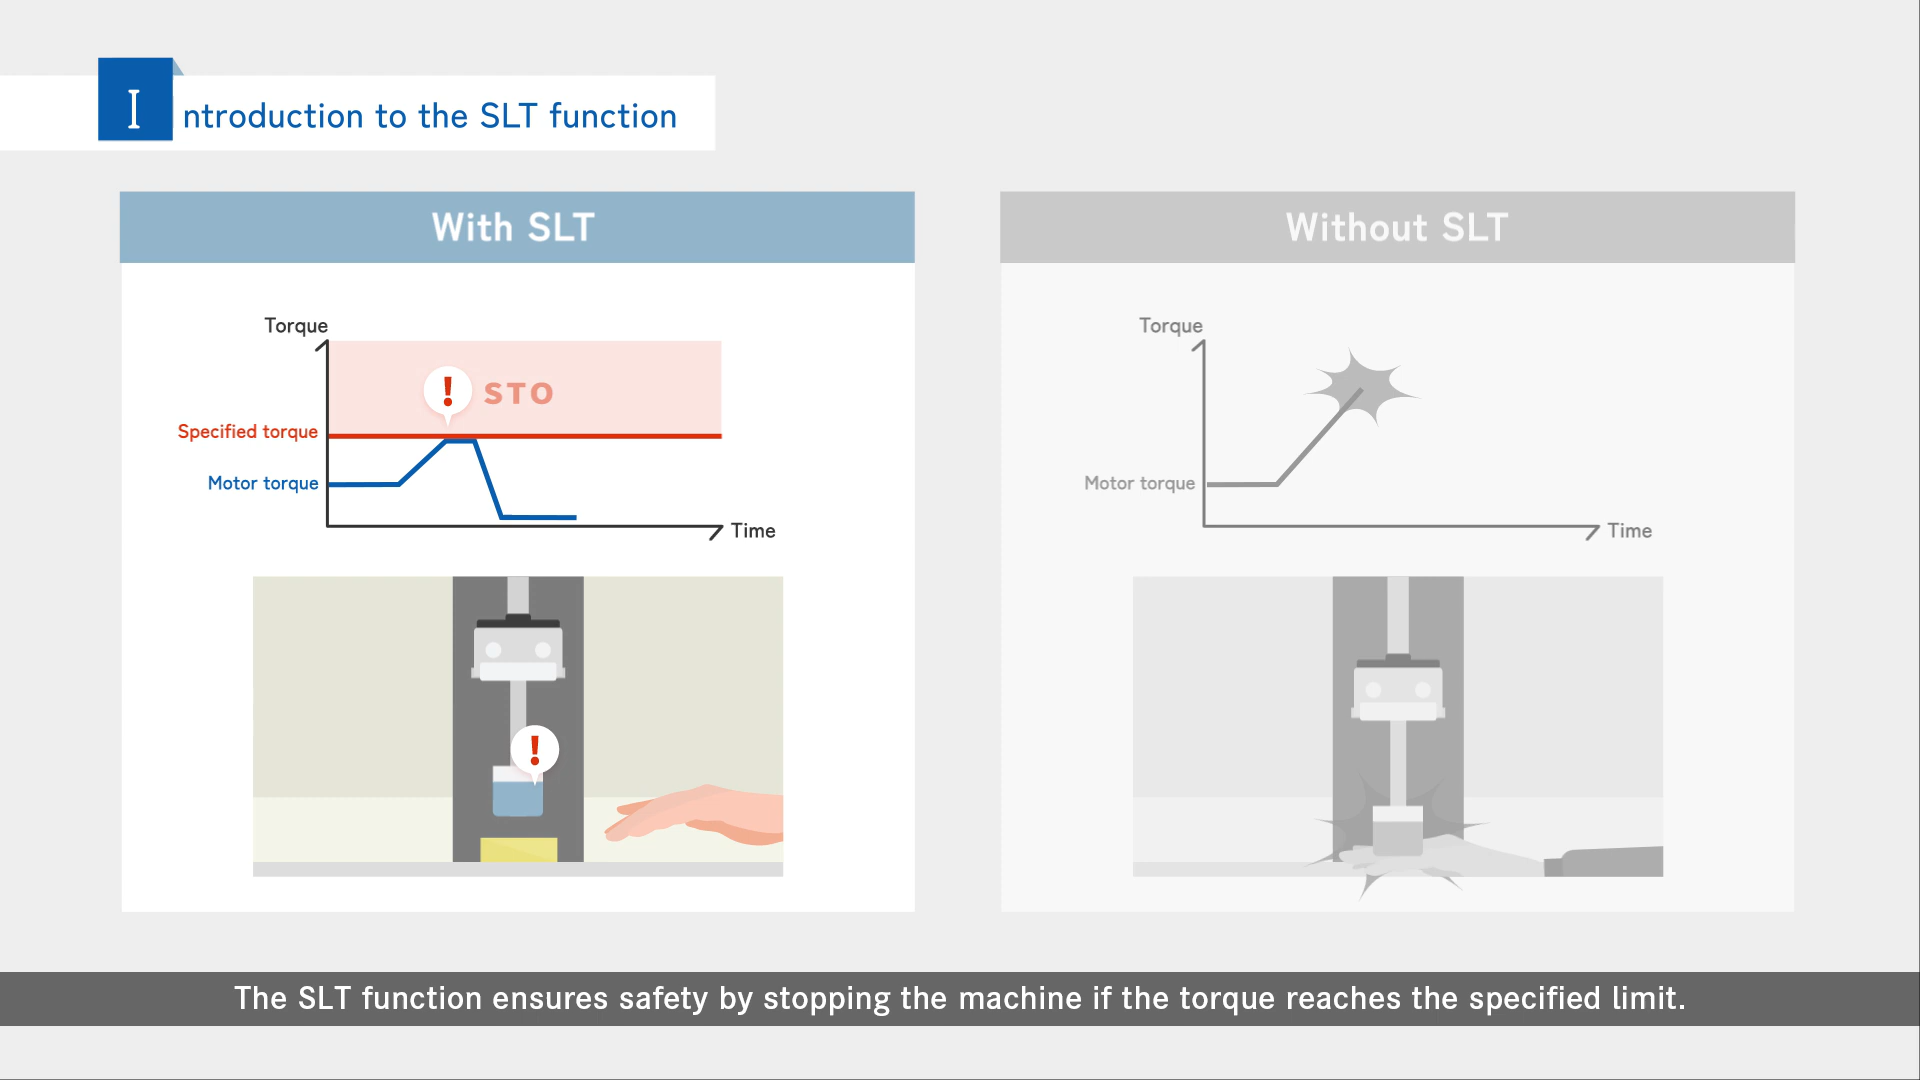 Introduction to the SLT function
With SLT
Torque
! STO
Specified torque
Motor torque
Time
!
Without SLT
Torque
Motor torque
Time
The SLT function ensures safety by stopping the machine if the torque reaches the specified limit.